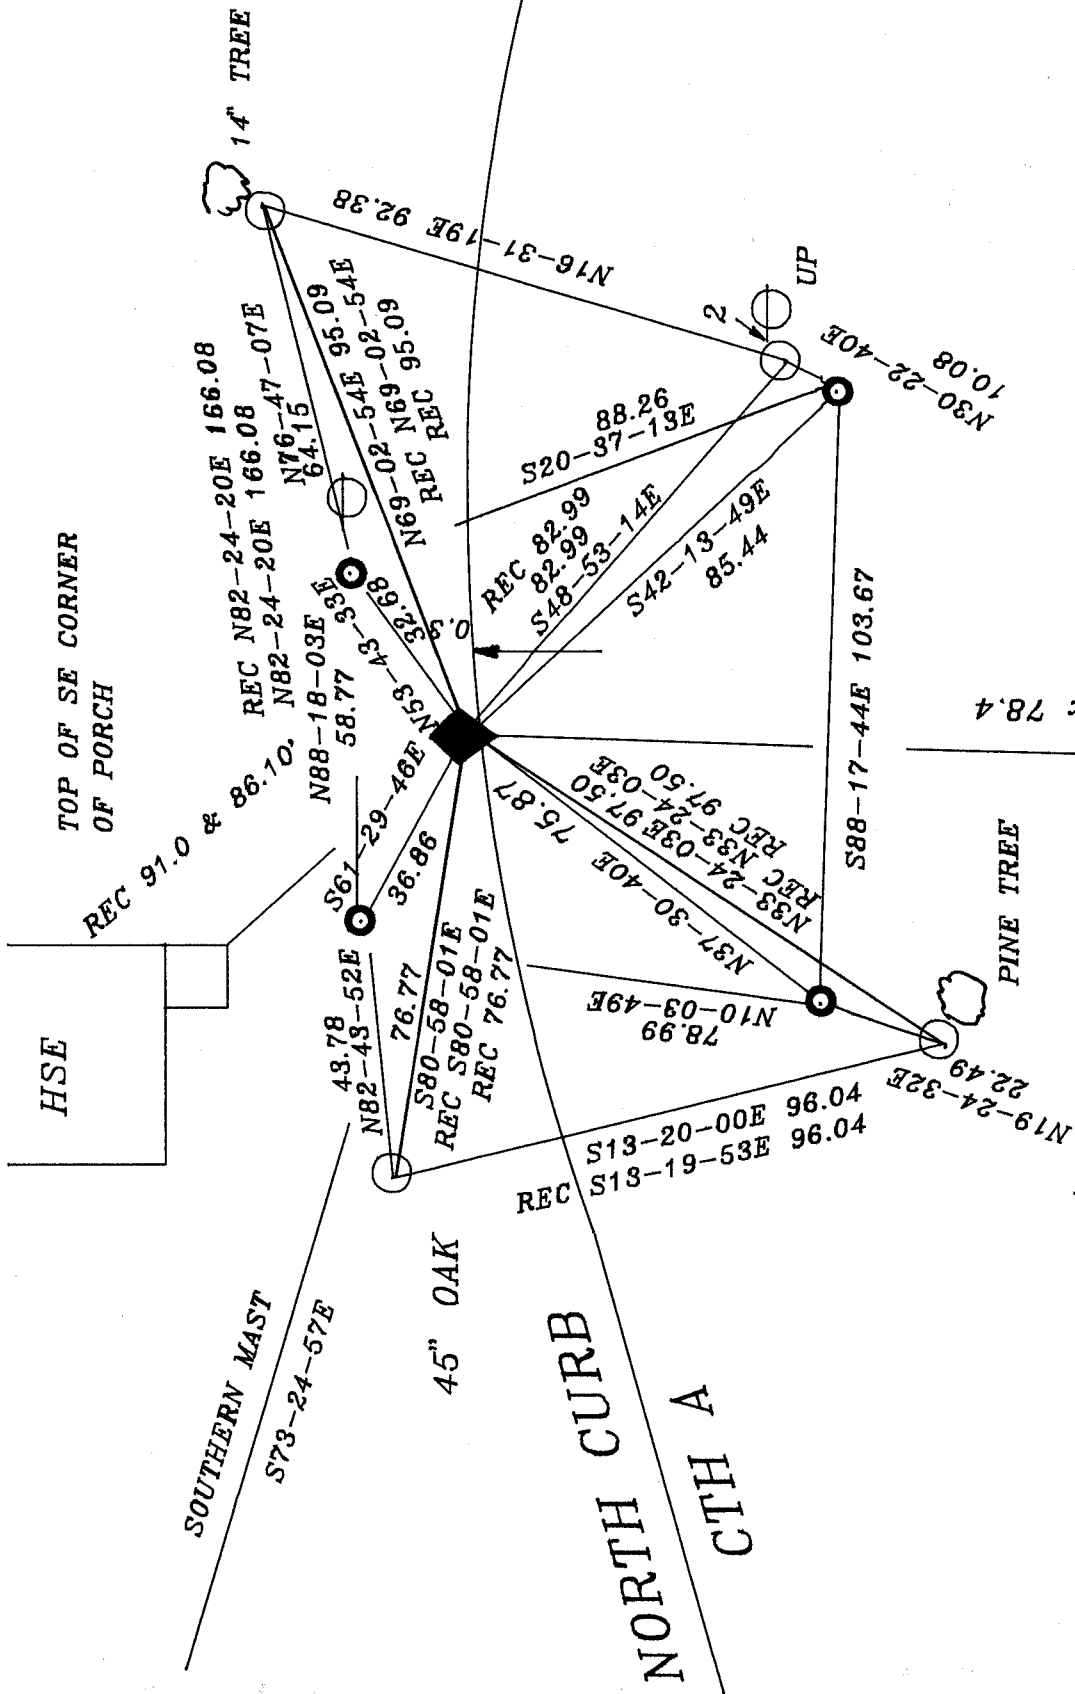 14" TREE
N16-31-19E 92.38
UP
2
N30-22-40E
10.08
TOP OF SE CORNER
OF PORCH
REC N82-24-20E 166.08
N82-24-20E 166.08
N76-47-07E
64.15
N69-02-54E 95.09
REC N69-02-54E
REC 95.09
N88-18-03E
58.77
N53-43-33E
32.68
0.3
S20-37-13E
88.26
REC 82.99
82.99
S48-53-14E
S42-13-49E
85.44
S88-17-44E 103.67
78.4
REC 91.0 & 86.10.
HSE
S61-29-46E
36.86
43.78
N82-43-52E
76.77
S80-58-01E
REC S80-58-01E
REC 76.77
75.87
N37-30-40E
N33-24-03E 97.50
REC N33-24-03E
REC 97.50
N10-03-49E
78.99
PINE TREE
22.49
N19-24-32E
S13-20-00E 96.04
REC S13-19-53E 96.04
SOUTHERN MAST
S73-24-57E
45" OAK
NORTH CURB
CTH A